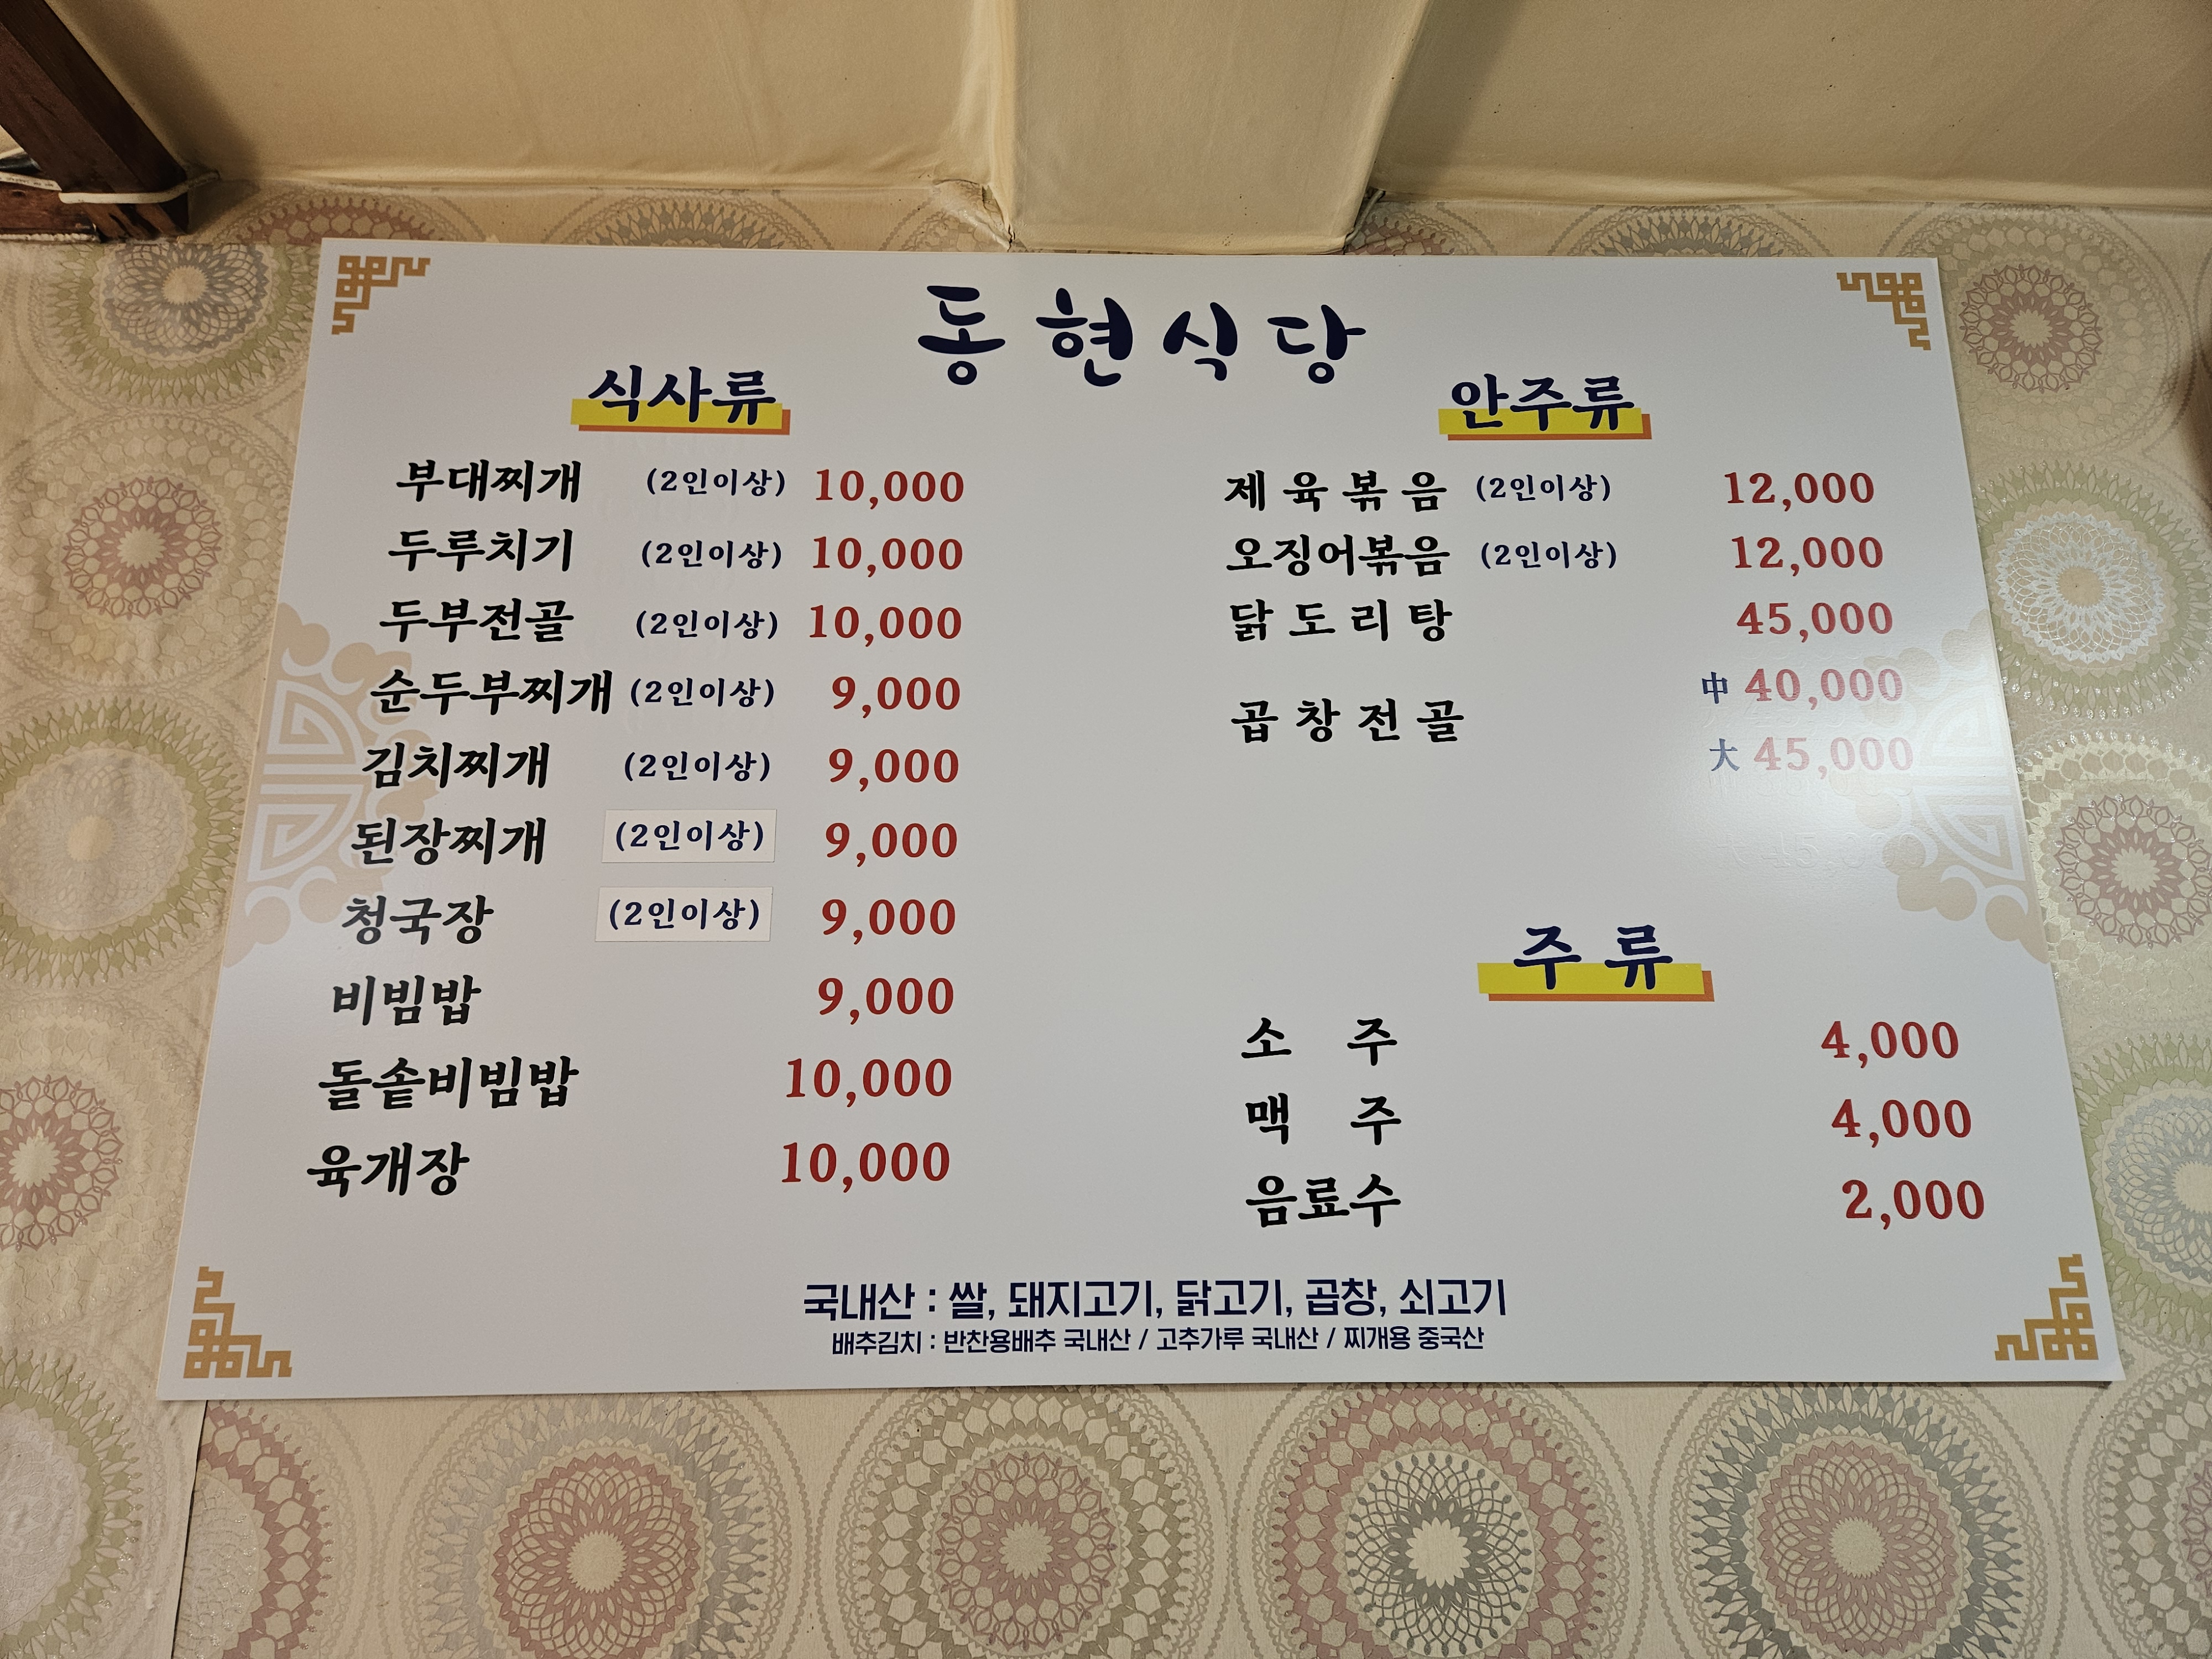 동현식당
식사류
부대찌개 (2인이상) 10,000
두루치기 (2인이상) 10,000
두부전골 (2인이상) 10,000
순두부찌개 (2인이상) 9,000
김치찌개 (2인이상) 9,000
된장찌개 (2인이상) 9,000
청국장 (2인이상) 9,000
비빔밥 9,000
돌솥비빔밥 10,000
육개장 10,000
안주류
제육볶음 (2인이상) 12,000
오징어볶음 (2인이상) 12,000
닭도리탕 45,000
곱창전골 中 40,000
大 45,000
주류
소주 4,000
맥주 4,000
음료수 2,000
국내산 : 쌀, 돼지고기, 닭고기, 곱창, 쇠고기
배추김치 : 반찬용배추 국내산 / 고추가루 국내산 / 찌개용 중국산